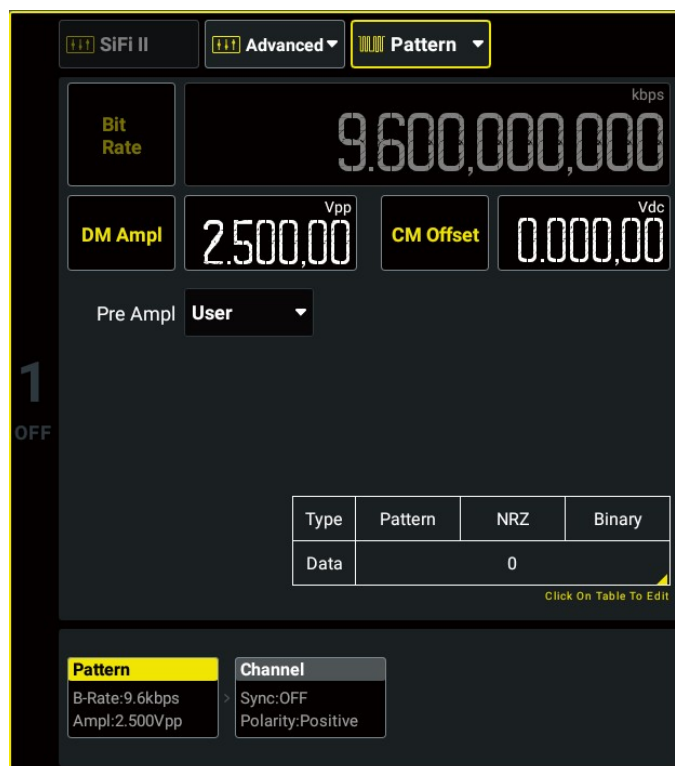 SiFi II
Advanced
Pattern
Bit
Rate
kbps
9.600,000,000
DM Ampl
Vpp
2.500,00
CM Offset
Vdc
0.000,00
Pre Ampl
User
1
OFF
Type Pattern NRZ Binary
Data 0
Click On Table To Edit
Pattern
B-Rate:9.6kbps
Ampl:2.500Vpp
>
Channel
Sync:OFF
Polarity:Positive